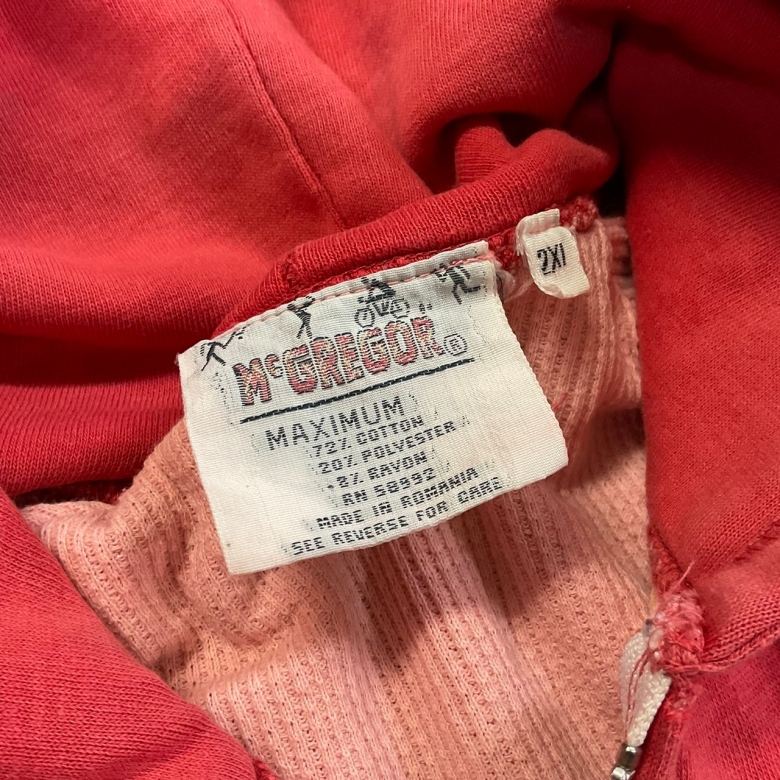 2XL
McGREGOR®
MAXIMUM
72% COTTON
20% POLYESTER
8% RAYON
RN 58992
MADE IN ROMANIA
SEE REVERSE FOR CARE